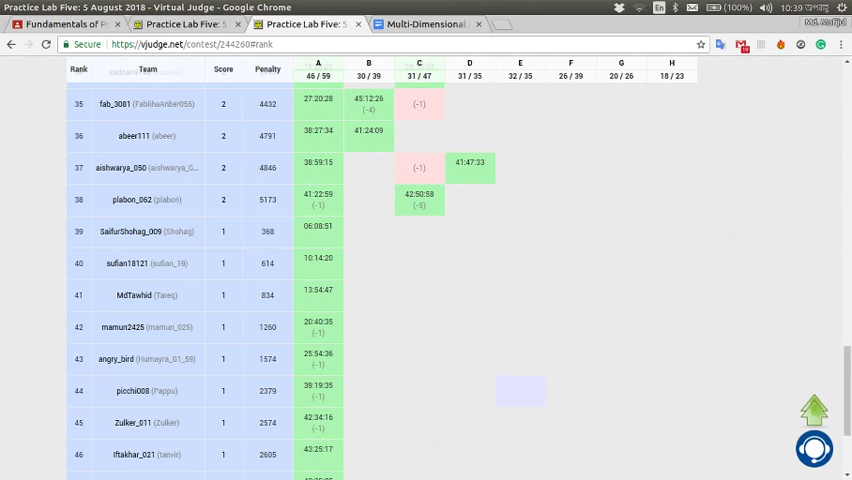 Practice Lab Five: 5 August, 2018 - Virtual Judge - Google Chrome
En (100%) 10:39 অপরাহ্ণ
Fundamentals of Pr × Practice Lab Five: 5 × Practice Lab Five: 5 × Multi-Dimensional A × Md. Mofijul
Secure https://vjudge.net/contest/244260#rank
Rank Team Score Penalty A B C D E F G H
46 / 59 30 / 39 31 / 47 31 / 35 32 / 35 26 / 39 20 / 26 18 / 23
35 fab_3081 (FablihaAnber056) 2 4432 27:20:28 45:12:26 (-4) (-1)
36 abeer111 (abeer) 2 4791 38:27:34 41:24:09
37 aishwarya_050 (aishwarya_G... 2 4846 38:59:15 (-1) 41:47:33
38 plabon_062 (plabon) 2 5173 41:22:59 (-1) 42:50:58 (-5)
39 SaifurShohag_009 (Shohag) 1 368 06:08:51
40 sufian18121 (sufian_19) 1 614 10:14:20
41 MdTawhid (Tareq) 1 834 13:54:47
42 mamun2425 (mamun_025) 1 1260 20:40:35 (-1)
43 angry_bird (Humayra_G1_59) 1 1574 25:54:36 (-1)
44 picchi008 (Pappu) 1 2379 39:19:35 (-1)
45 Zulker_011 (Zulker) 1 2574 42:34:16 (-1)
46 Iftakhar_021 (tanvir) 1 2605 43:25:17